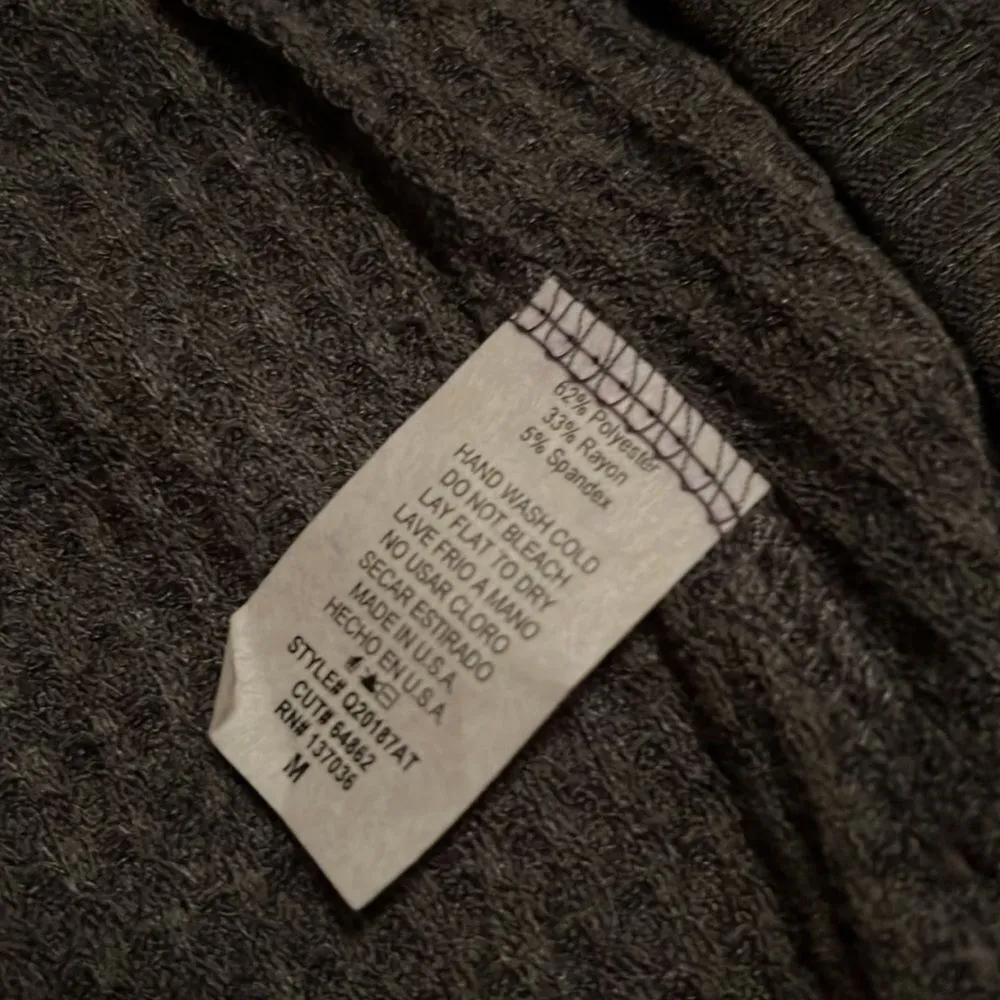 62% Polyester
33% Rayon
5% Spandex
HAND WASH COLD
DO NOT BLEACH
LAY FLAT TO DRY
LAVE FRIO A MANO
NO USAR CLORO
SECAR ESTIRADO
MADE IN U.S.A.
HECHO EN U.S.A.
STYLE# Q20187AT
CUT# 64862
RN# 137036
M